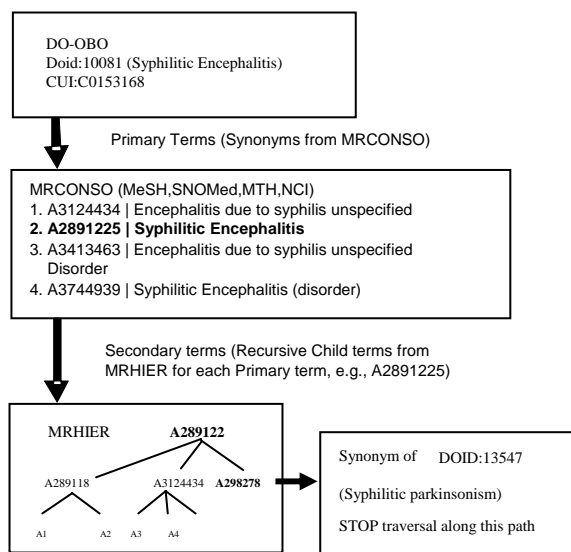 DO-OBO
Doid:10081 (Syphilitic Encephalitis)
CUI:C0153168
Primary Terms (Synonyms from MRCONSO)
MRCONSO (MeSH,SNOMed,MTH,NCI)
1. A3124434 | Encephalitis due to syphilis unspecified
2. A2891225 | Syphilitic Encephalitis
3. A3413463 | Encephalitis due to syphilis unspecified
Disorder
4. A3744939 | Syphilitic Encephalitis (disorder)
Secondary terms (Recursive Child terms from
MRHIER for each Primary term, e.g., A2891225)
MRHIER A289122
A289118 A3124434 A298278
A1 A2 A3 A4
Synonym of DOID:13547
(Syphilitic parkinsonism)
STOP traversal along this path